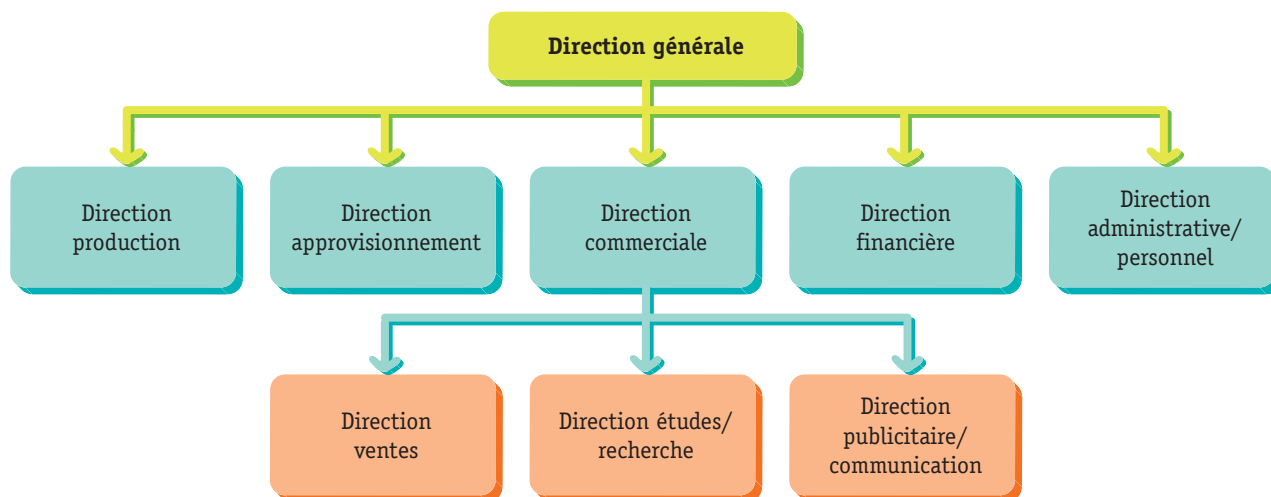 Direction générale
Direction
production
Direction
approvisionnement
Direction
commerciale
Direction
financière
Direction
administrative/
personnel
Direction
ventes
Direction études/
recherche
Direction
publicitaire/
communication